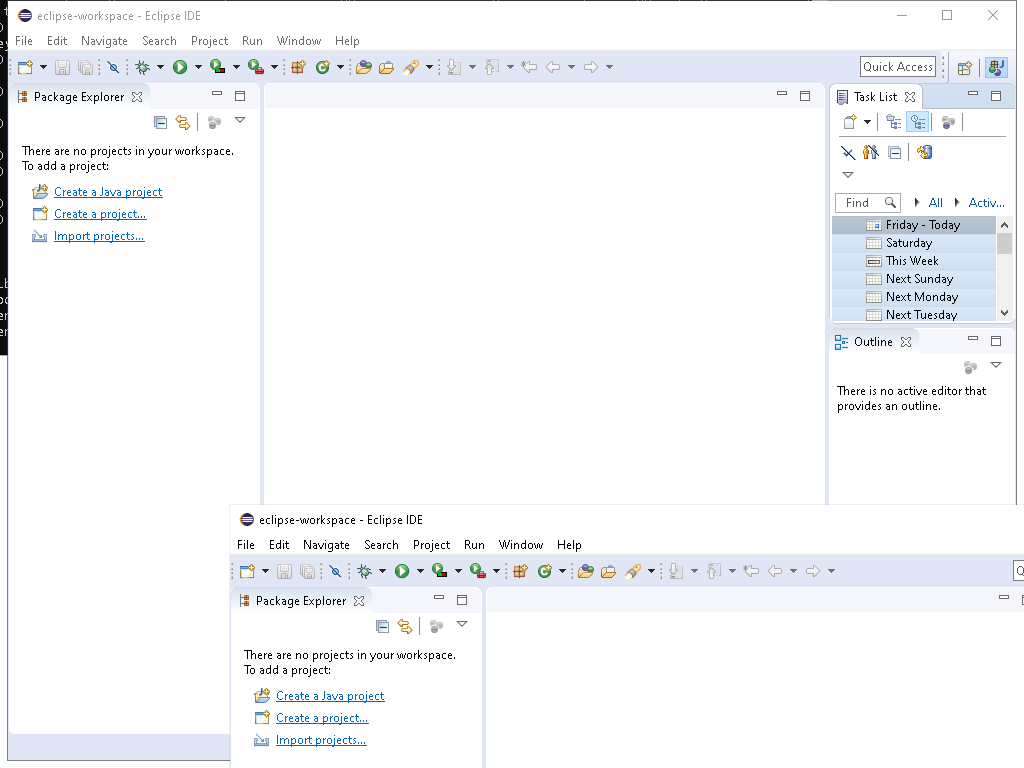 eclipse-workspace - Eclipse IDE
File Edit Navigate Search Project Run Window Help
Quick Access
Package Explorer
There are no projects in your workspace.
To add a project:
Create a Java project
Create a project...
Import projects...
Task List
Find All Activ...
Friday - Today
Saturday
This Week
Next Sunday
Next Monday
Next Tuesday
Outline
There is no active editor that
provides an outline.
eclipse-workspace - Eclipse IDE
File Edit Navigate Search Project Run Window Help
Package Explorer
There are no projects in your workspace.
To add a project:
Create a Java project
Create a project...
Import projects...